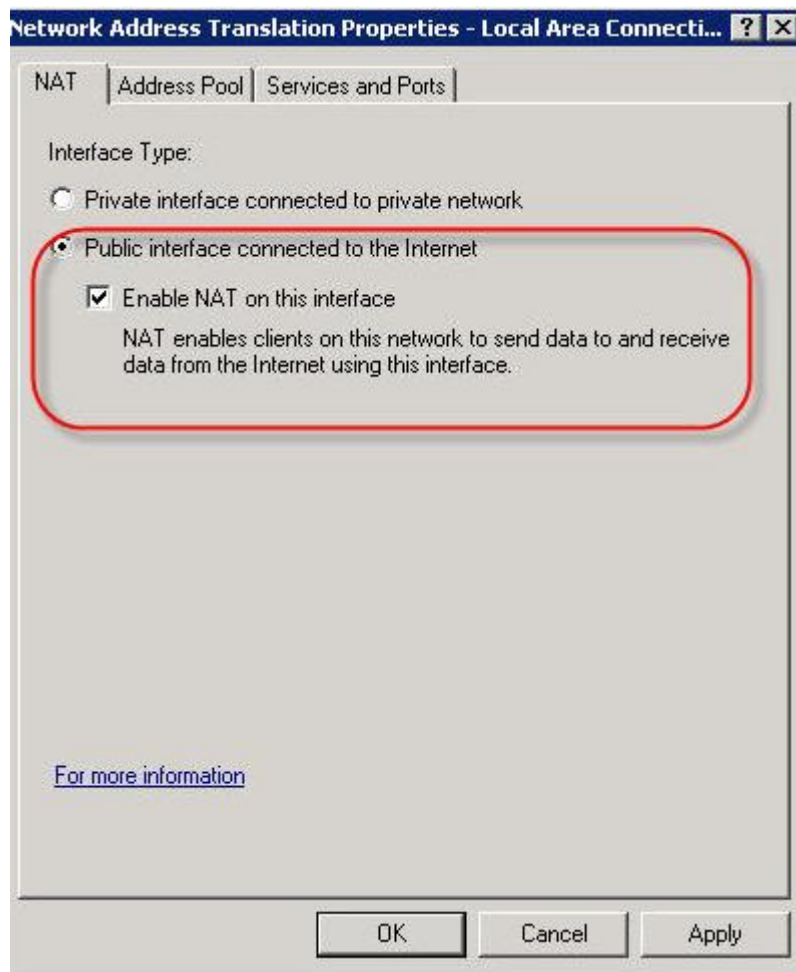 Network Address Translation Properties - Local Area Connecti...
NAT
Address Pool
Services and Ports
Interface Type:
Private interface connected to private network
Public interface connected to the Internet
Enable NAT on this interface
NAT enables clients on this network to send data to and receive
data from the Internet using this interface.
For more information
OK
Cancel
Apply